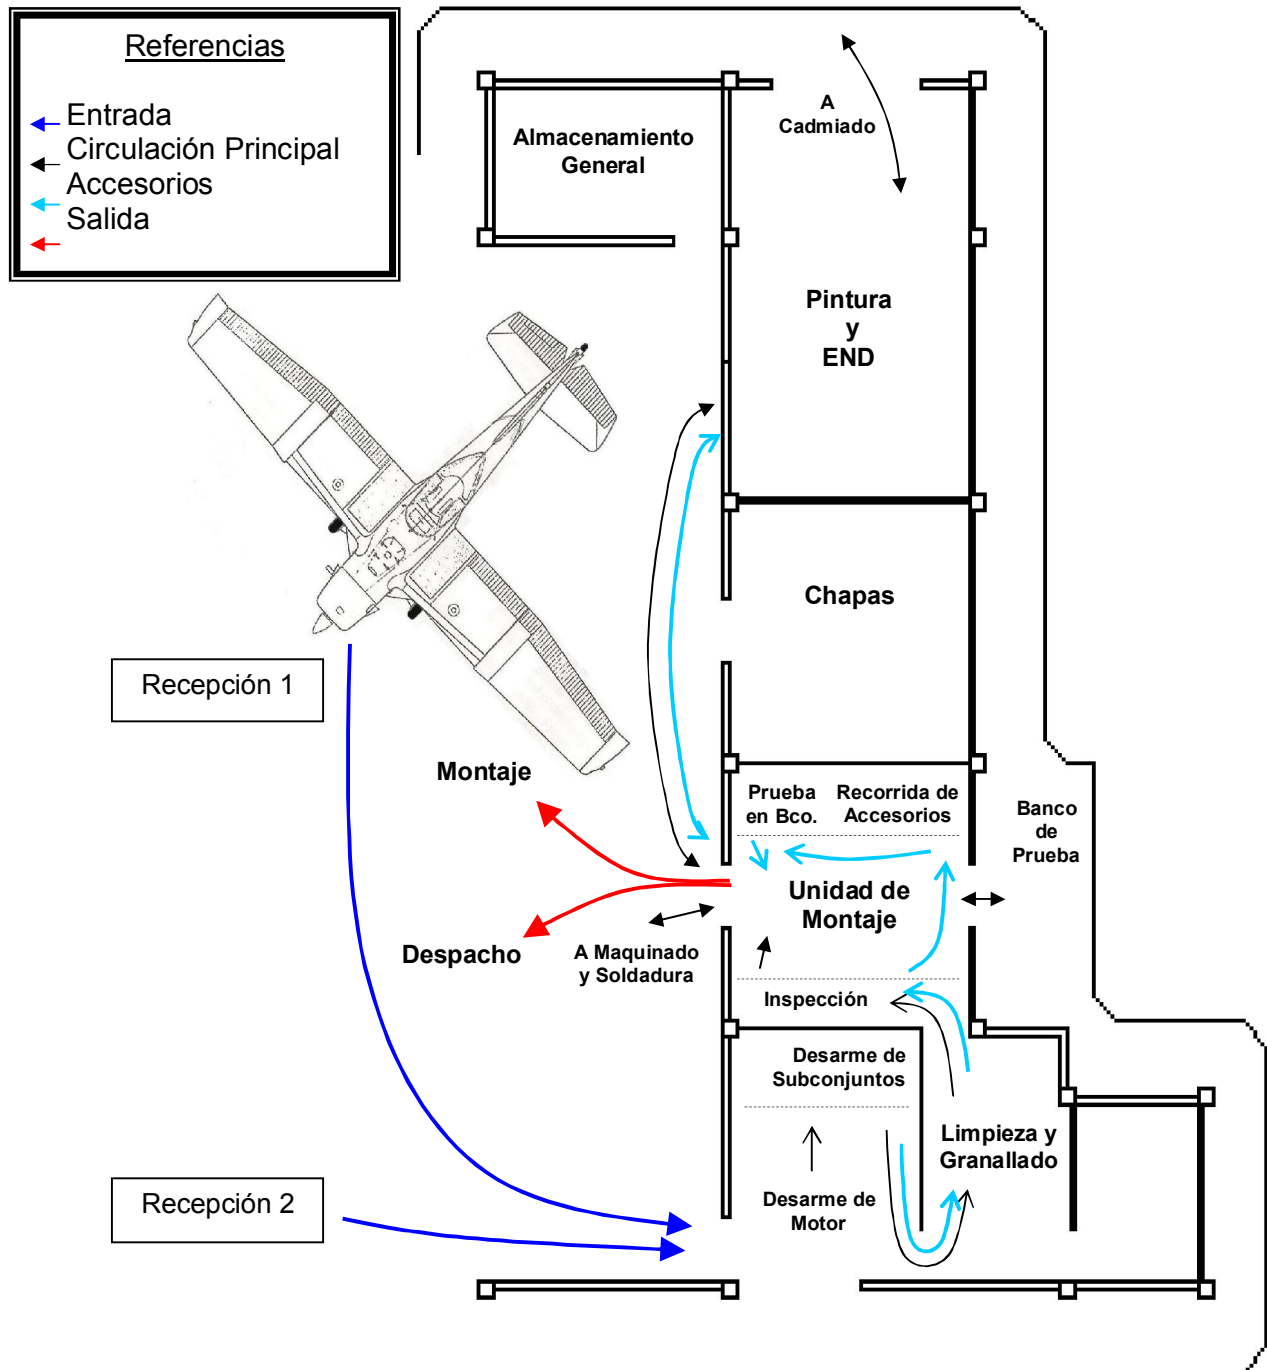 Referencias
Entrada
Circulación Principal
Accesorios
Salida
A
Cadmiado
Almacenamiento
General
Pintura
y
END
Chapas
Recepción 1
Montaje
Prueba
en Bco.
Recorrida de
Accesorios
Banco
de
Prueba
Unidad de
Montaje
Despacho
A Maquinado
y Soldadura
Inspección
Desarme de
Subconjuntos
Limpieza y
Granallado
Desarme de
Motor
Recepción 2